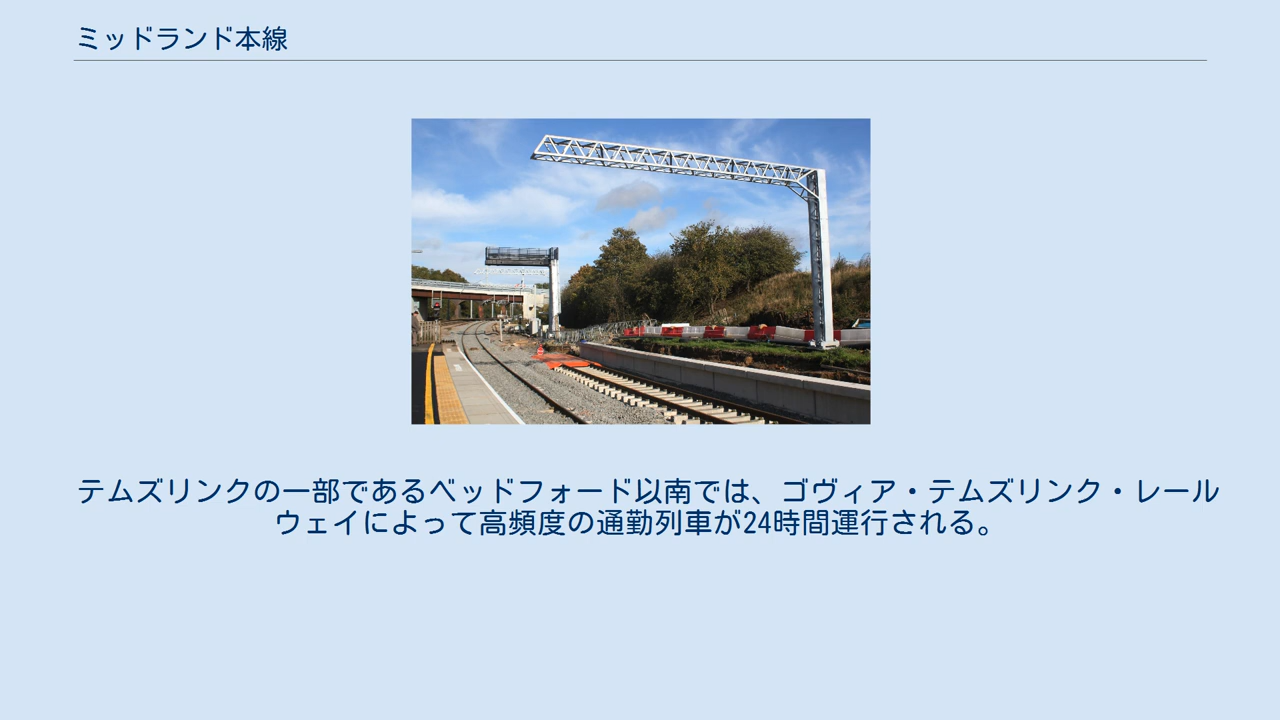 ミッドランド本線
テムズリンクの一部であるベッドフォード以南では、ゴヴィア・テムズリンク・レール
ウェイによって高頻度の通勤列車が24時間運行される。